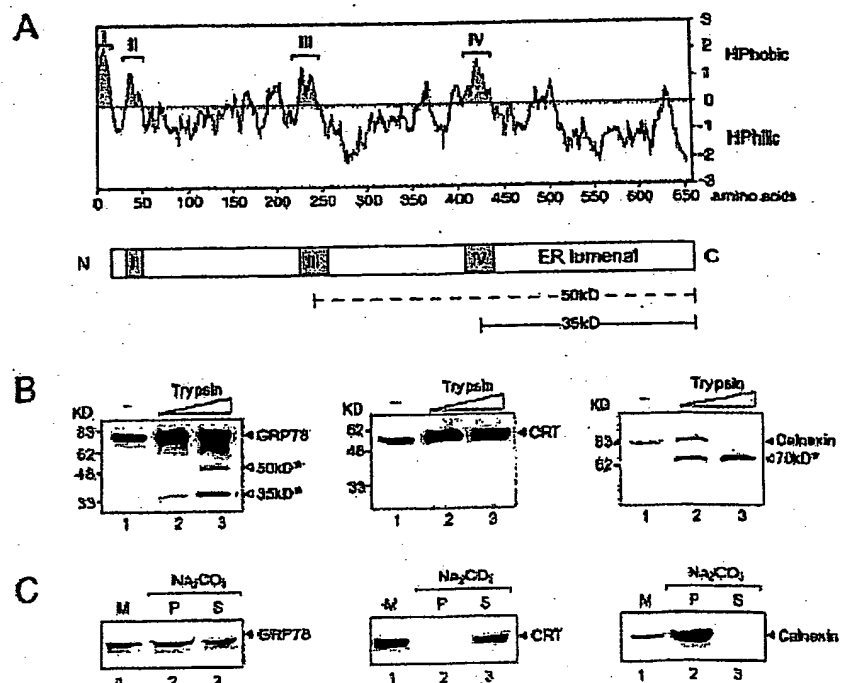 A
I
II
III
IV
3
2
1
0
-1
-2
-3
HPhobic
HPhilic
0 50 100 150 200 250 300 350 400 450 500 550 600 650 amino acids
N II III IV ER lumenal C
50kD
35kD
B
KD
- Trypsin
83
62
48
33
GRP78
50kD*
35kD*
1 2 3
KD
- Trypsin
62
48
33
CRT
1 2 3
KD
- Trypsin
83
62
Calnexin
70kD*
1 2 3
C
Na₂CO₃
M P S
GRP78
1 2 3
Na₂CO₃
M P S
CRT
1 2 3
Na₂CO₃
M P S
Calnexin
1 2 3